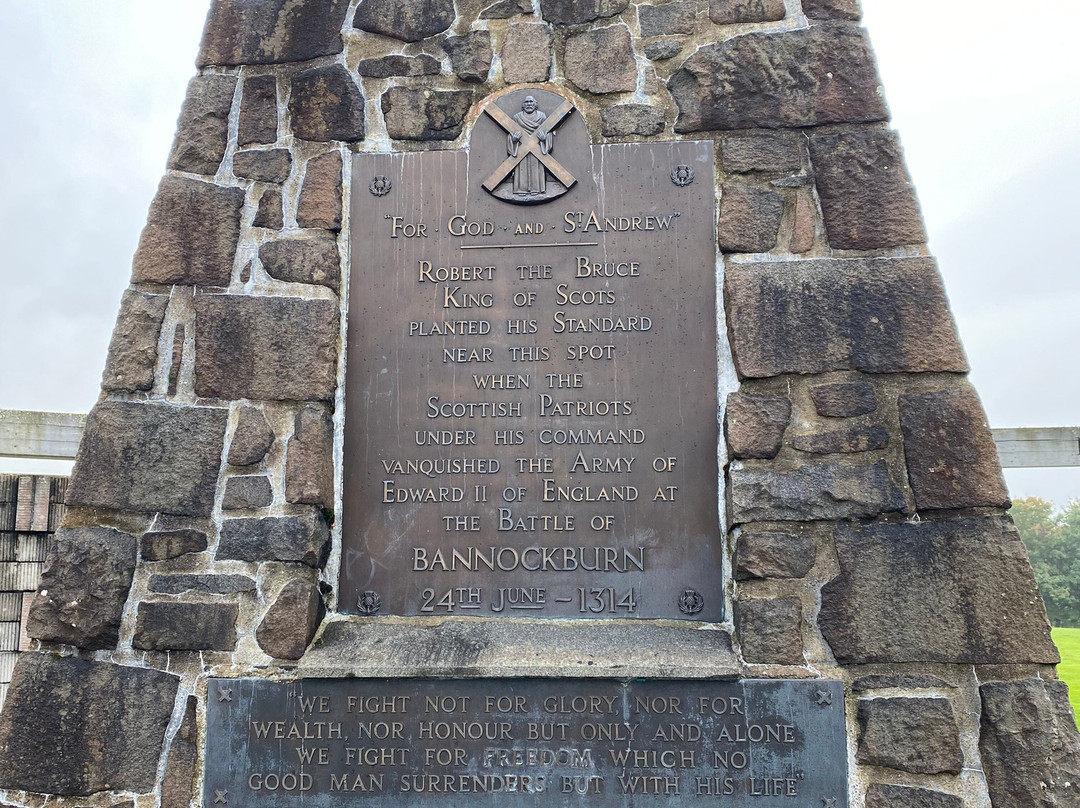 "FOR · GOD · AND · ST ANDREW"
ROBERT THE BRUCE
KING OF SCOTS
PLANTED HIS STANDARD
NEAR THIS SPOT
WHEN THE
SCOTTISH PATRIOTS
UNDER HIS COMMAND
VANQUISHED THE ARMY OF
EDWARD II OF ENGLAND AT
THE BATTLE OF
BANNOCKBURN
24TH JUNE – 1314
WE FIGHT NOT FOR GLORY, NOR FOR
WEALTH, NOR HONOUR BUT ONLY AND ALONE
WE FIGHT FOR FREEDOM WHICH NO
GOOD MAN SURRENDERS BUT WITH HIS LIFE"